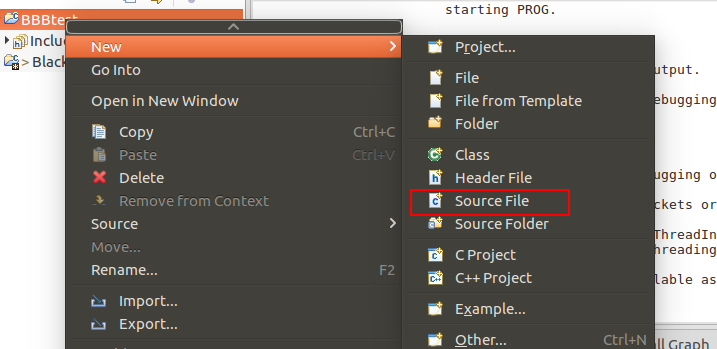 starting PROG.
BBBtest
New
Project...
Inclu
Go Into
> Black
File
utput.
Open in New Window
File from Template
ebugging
Folder
Copy Ctrl+C
Class
Paste Ctrl+V
Header File
Delete
ugging o
Source File
Remove from Context
ckets or
Source Folder
Source
ThreadIn
Move...
hreading
C Project
Rename... F2
C++ Project
lable as
Import...
Example...
Export...
Other... Ctrl+N
ll Graph